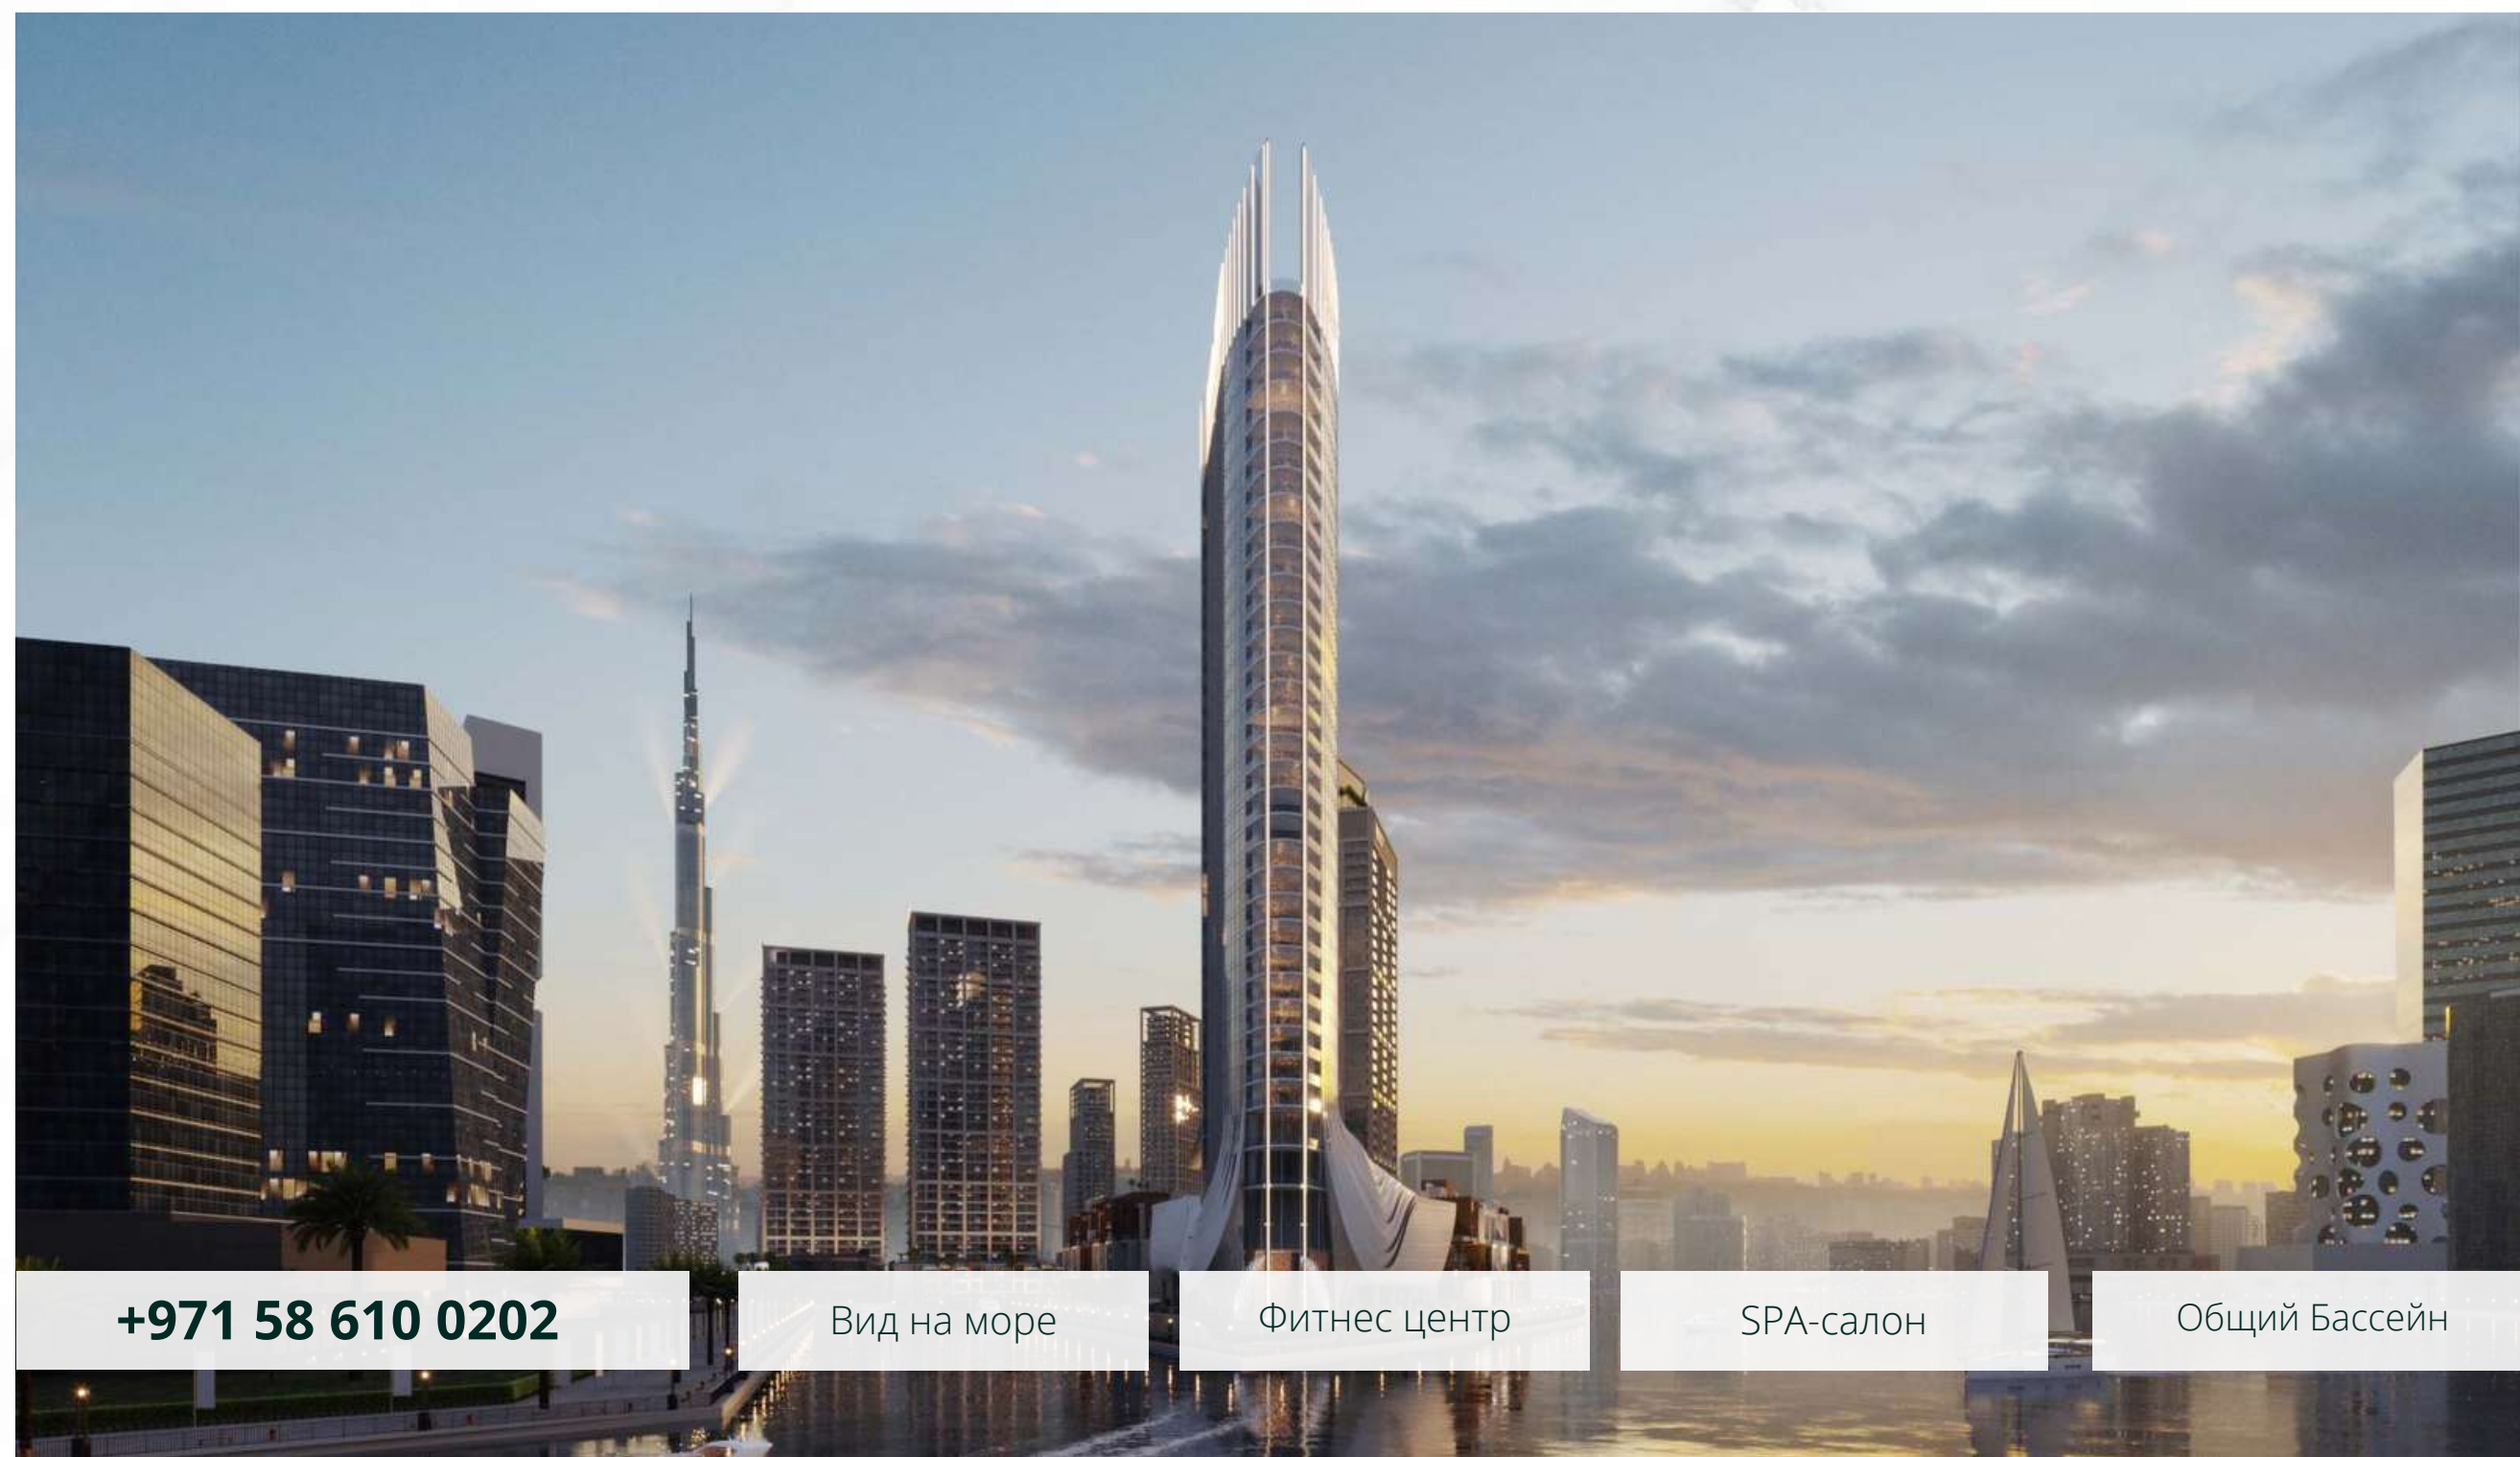 +971 58 610 0202
Вид на море
Фитнес центр
SPA-салон
Общий Бассейн